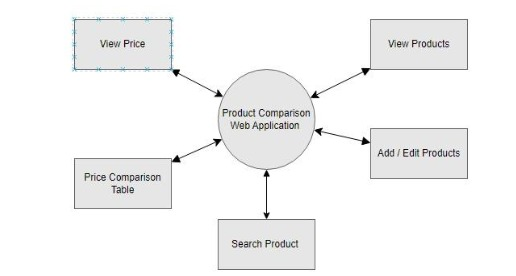 View Price
View Products
Product Comparison
Web Application
Add / Edit Products
Price Comparison
Table
Search Product